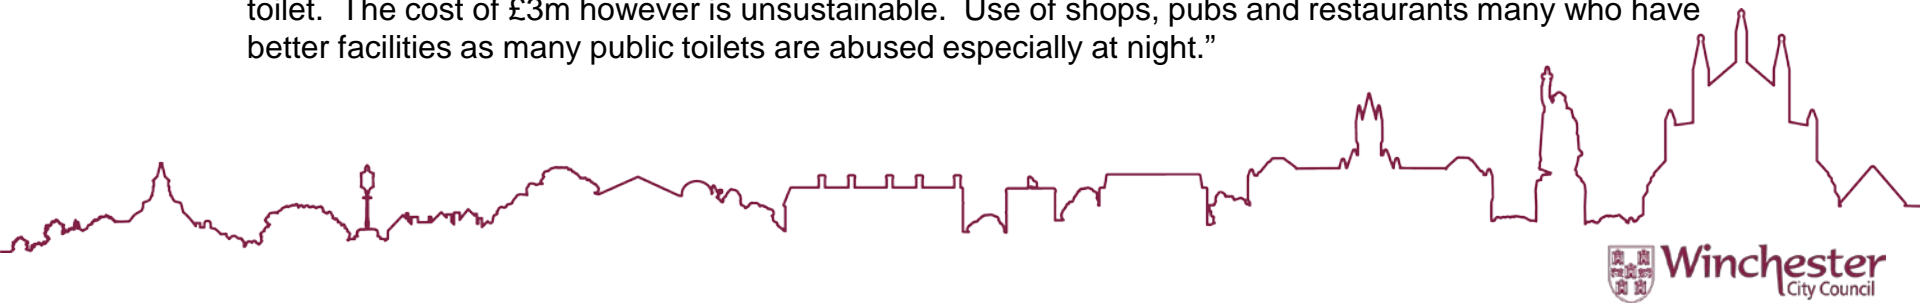 toilet.  The cost of £3m however is unsustainable.  Use of shops, pubs and restaurants many who have
better facilities as many public toilets are abused especially at night.”
Winchester
City Council